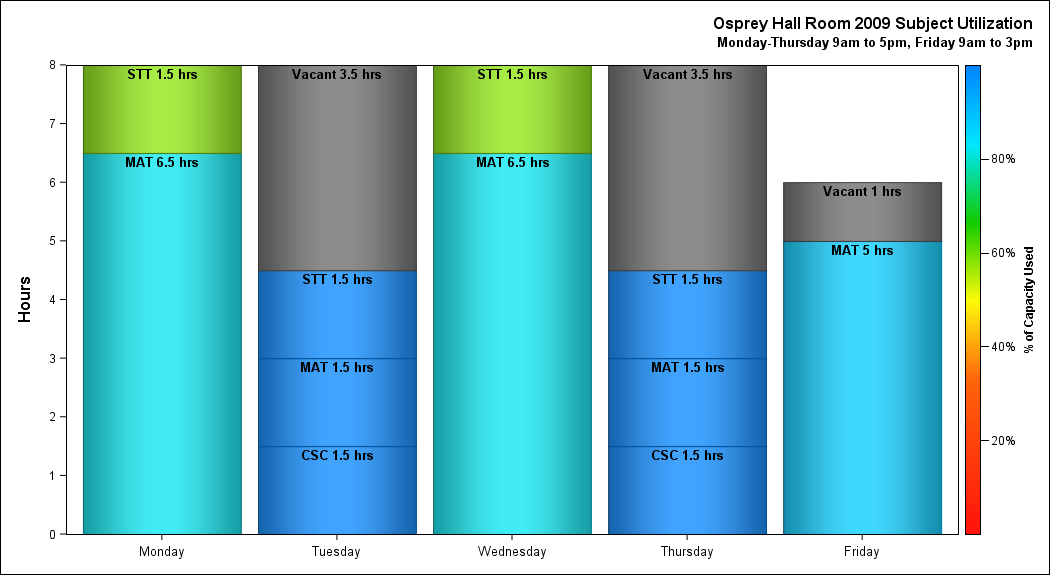 Osprey Hall Room 2009 Subject Utilization
Monday-Thursday 9am to 5pm, Friday 9am to 3pm
Hours
8
7
6
5
4
3
2
1
0
STT 1.5 hrs
MAT 6.5 hrs
Vacant 3.5 hrs
STT 1.5 hrs
MAT 1.5 hrs
CSC 1.5 hrs
STT 1.5 hrs
MAT 6.5 hrs
Vacant 3.5 hrs
STT 1.5 hrs
MAT 1.5 hrs
CSC 1.5 hrs
Vacant 1 hrs
MAT 5 hrs
Monday
Tuesday
Wednesday
Thursday
Friday
80%
60%
40%
20%
% of Capacity Used